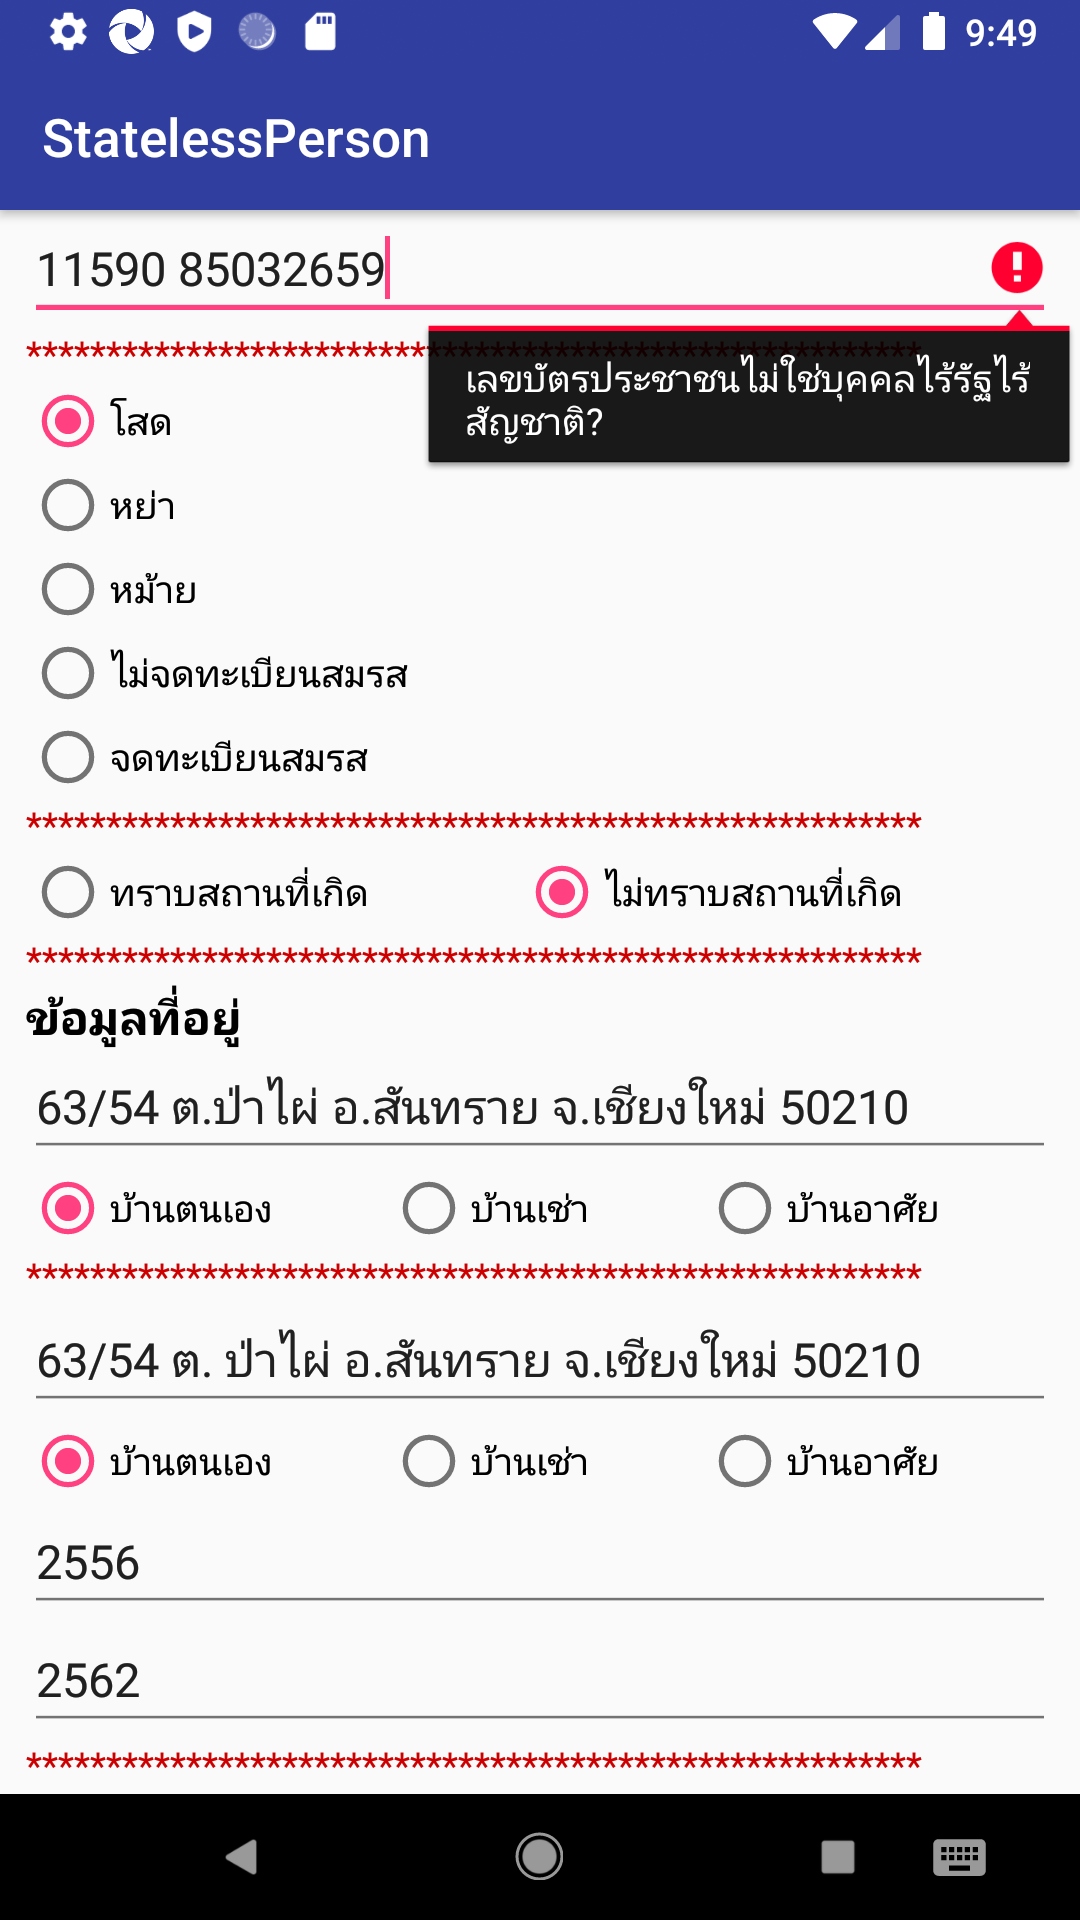 9:49
StatelessPerson
11590 85032659
********************************************************
เลขบัตรประชาชนไม่ใช่บุคคลไร้รัฐไร้
สัญชาติ?
โสด
หย่า
หม้าย
ไม่จดทะเบียนสมรส
จดทะเบียนสมรส
********************************************************
ทราบสถานที่เกิด ไม่ทราบสถานที่เกิด
********************************************************
ข้อมูลที่อยู่
63/54 ต.ป่าไผ่ อ.สันทราย จ.เชียงใหม่ 50210
บ้านตนเอง บ้านเช่า บ้านอาศัย
********************************************************
63/54 ต. ป่าไผ่ อ.สันทราย จ.เชียงใหม่ 50210
บ้านตนเอง บ้านเช่า บ้านอาศัย
2556
2562
********************************************************